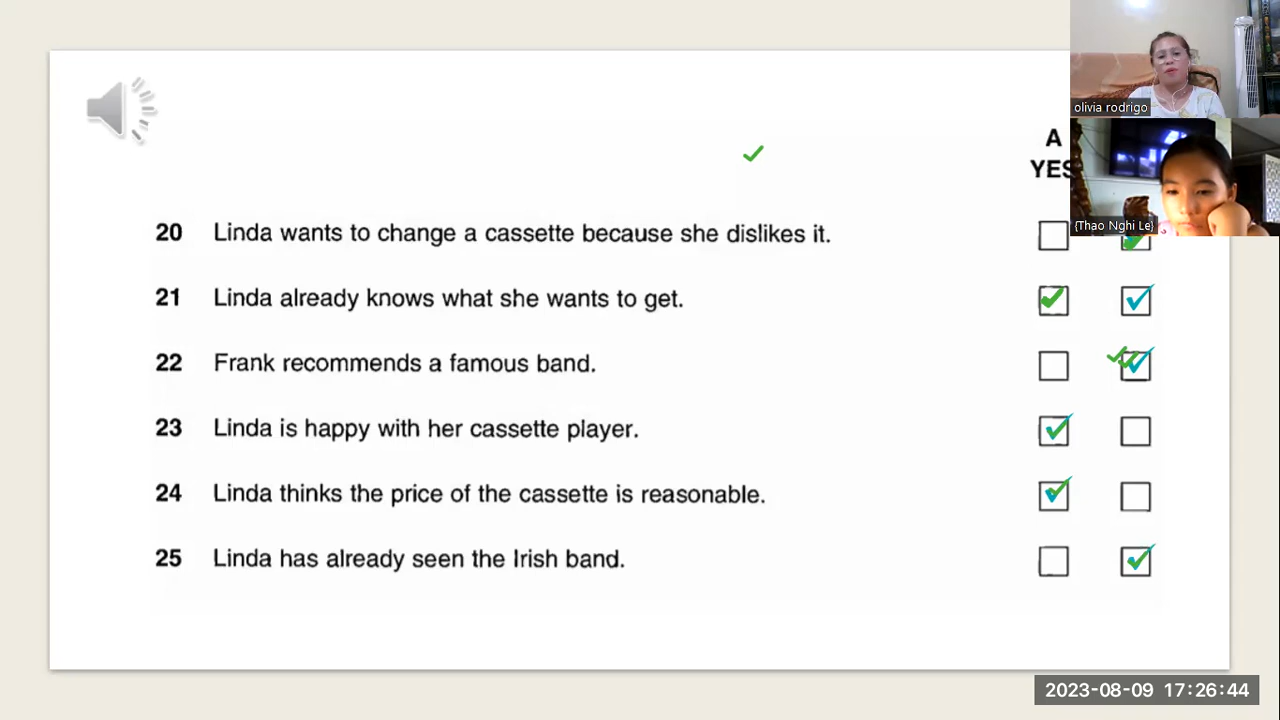 olivia rodrigo
A
YES
{Thao Nghi Le}
20 Linda wants to change a cassette because she dislikes it.
21 Linda already knows what she wants to get.
22 Frank recommends a famous band.
23 Linda is happy with her cassette player.
24 Linda thinks the price of the cassette is reasonable.
25 Linda has already seen the Irish band.
2023-08-09 17:26:44